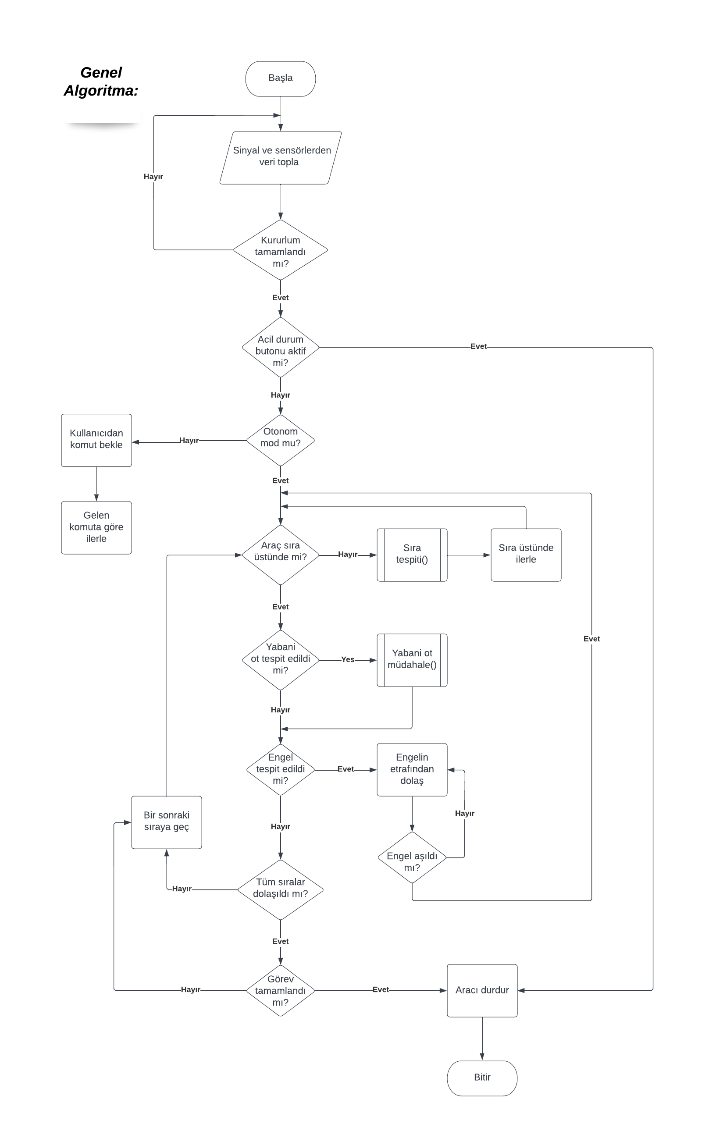 Genel
Algoritma:
Başla
Sinyal ve sensörlerden
veri topla
Hayır
Kururlum
tamamlandı
mı?
Evet
Acil durum
butonu aktif
mi?
Evet
Hayır
Otonom
mod mu?
Hayır
Kullanıcıdan
komut bekle
Gelen
komuta göre
ilerle
Evet
Araç sıra
üstünde mi?
Hayır
Sıra
tespiti()
Sıra üstünde
ilerle
Evet
Evet
Yabani
ot tespit edildi
mi?
Yes
Yabani ot
müdahale()
Hayır
Engel
tespit edildi
mi?
Evet
Engelin
etrafından
dolaş
Hayır
Engel aşıldı
mı?
Bir sonraki
sıraya geç
Hayır
Tüm sıralar
dolaşıldı mı?
Hayır
Evet
Görev
tamamlandı
mı?
Hayır
Evet
Aracı durdur
Bitir